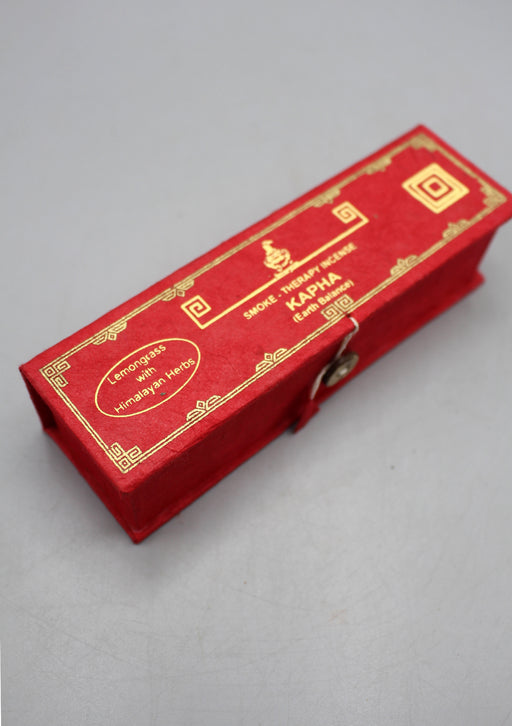 SMOKE - THERAPY INCENSE
KAPHA
(Earth Balance)
Lemongrass
with
Himalayan Herbs